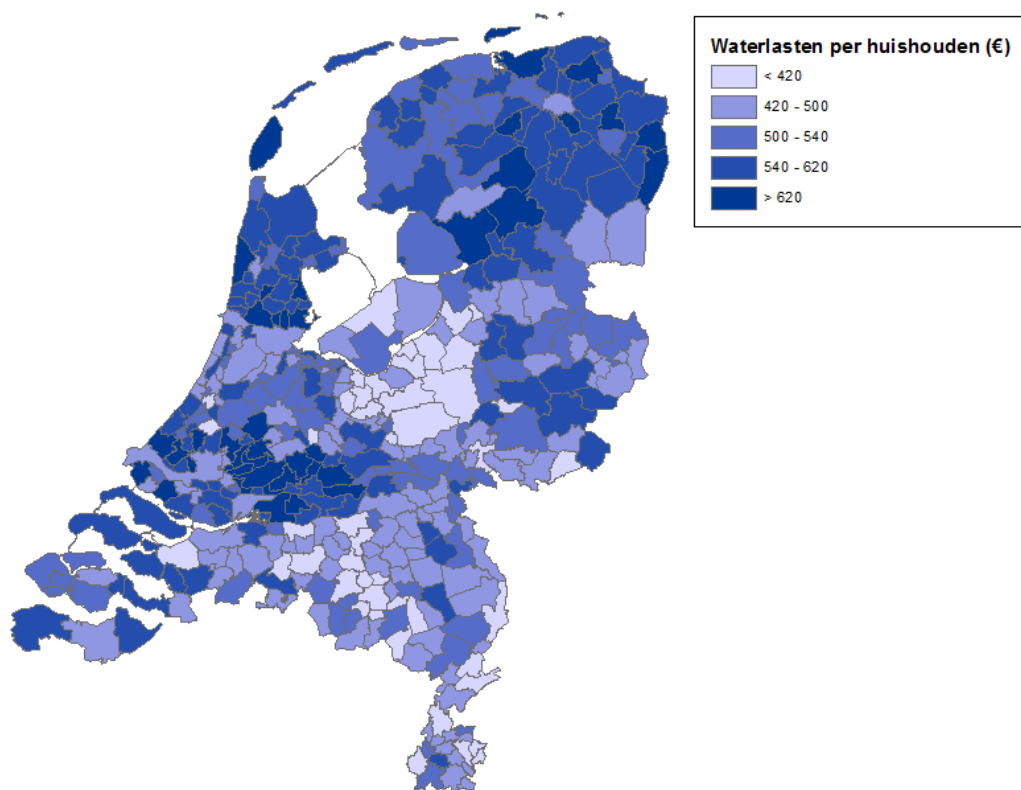 Waterlasten per huishouden (€)
< 420
420 - 500
500 - 540
540 - 620
> 620